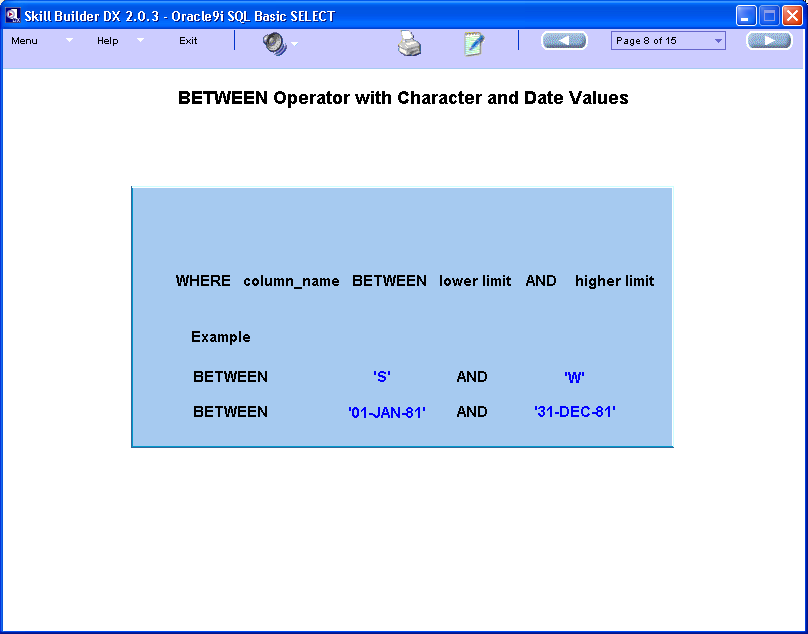 Skill Builder DX 2.0.3 - Oracle9i SQL Basic SELECT
Menu Help Exit Page 8 of 15
BETWEEN Operator with Character and Date Values
WHERE column_name BETWEEN lower limit AND higher limit
Example
BETWEEN 'S' AND 'W'
BETWEEN '01-JAN-81' AND '31-DEC-81'